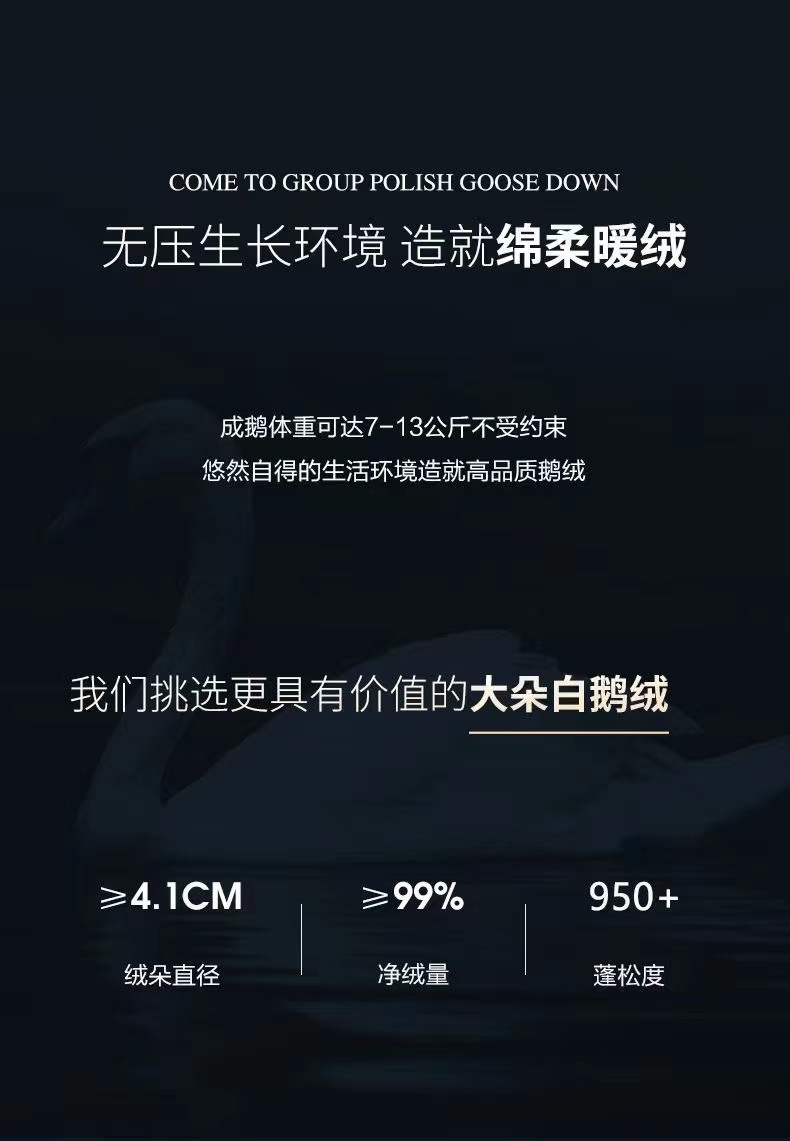 COME TO GROUP POLISH GOOSE DOWN
无压生长环境 造就绵柔暖绒
成鹅体重可达7-13公斤不受约束
悠然自得的生活环境造就高品质鹅绒
我们挑选更具有价值的大朵白鹅绒
≥4.1CM
≥99%
950+
绒朵直径
净绒量
蓬松度